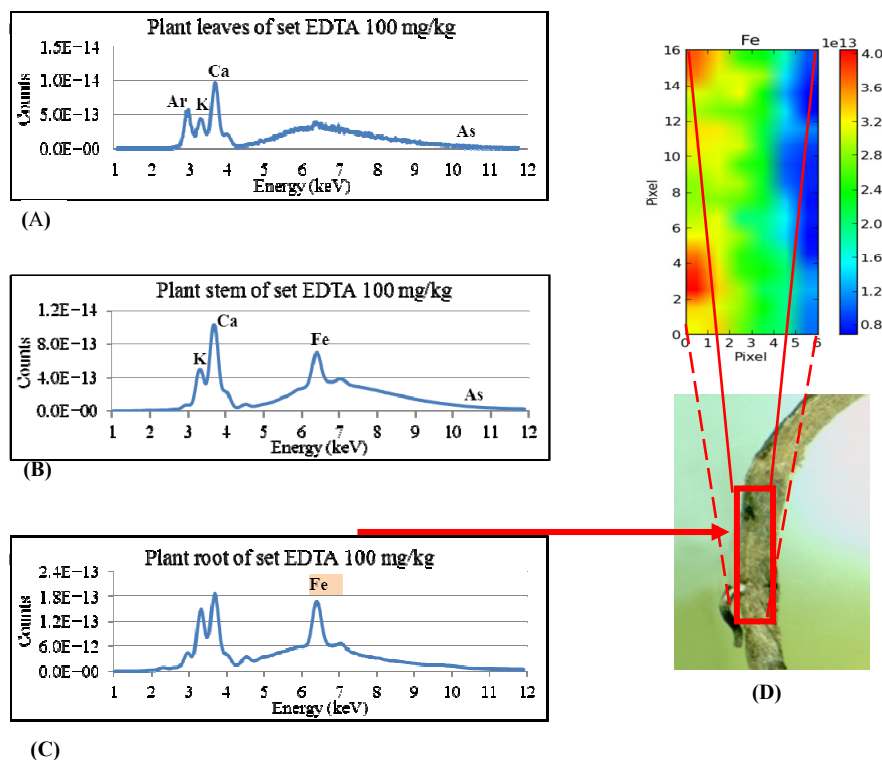 Plant leaves of set EDTA 100 mg/kg
1.5E-14
1.0E-14
5.0E-13
0.0E-00
Counts
Ar
K
Ca
As
1 2 3 4 5 6 7 8 9 10 11 12
Energy (keV)
(A)
Plant stem of set EDTA 100 mg/kg
1.2E-14
8.0E-13
4.0E-13
0.0E-00
Counts
K
Ca
Fe
As
1 2 3 4 5 6 7 8 9 10 11 12
Energy (keV)
(B)
Plant root of set EDTA 100 mg/kg
2.4E-13
1.8E-13
1.2E-13
6.0E-12
0.0E-00
Counts
Fe
1 2 3 4 5 6 7 8 9 10 11 12
Energy (keV)
(C)
Fe
1e13
16
14
12
10
8
6
4
2
0
Pixel
0 1 2 3 4 5 6
Pixel
4.0
3.6
3.2
2.8
2.4
2.0
1.6
1.2
0.8
(D)